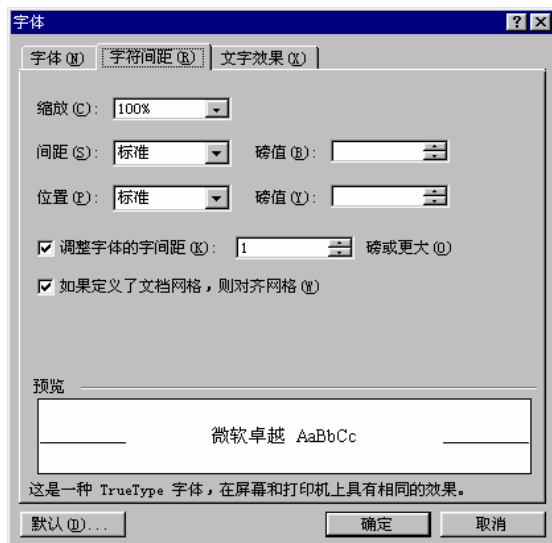 字体
字体(N) 字符间距(R) 文字效果(X)
缩放(C): 100%
间距(S): 标准 磅值(B):
位置(P): 标准 磅值(Y):
调整字体的字间距(K): 1 磅或更大(O)
如果定义了文档网格，则对齐网格(W)
预览
微软卓越 AaBbCc
这是一种 TrueType 字体，在屏幕和打印机上具有相同的效果。
默认(D)... 确定 取消